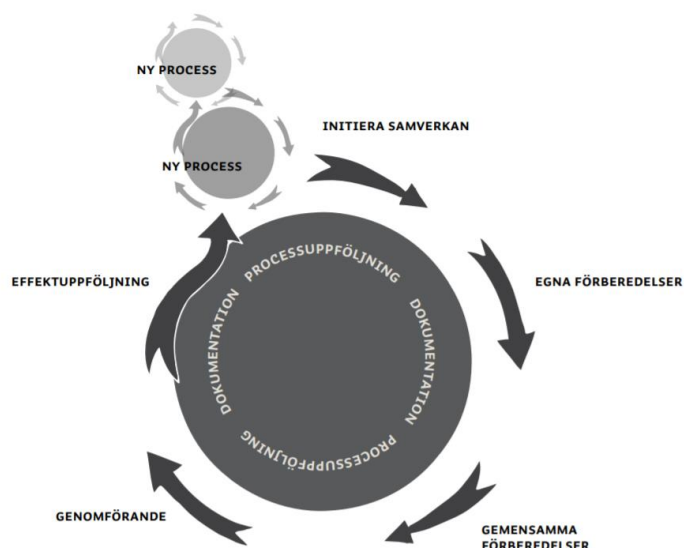 NY PROCESS
NY PROCESS
INITIERA SAMVERKAN
EFFEKTUPPFÖLJNING
EGNA FÖRBEREDELSER
PROCESSUPPFÖLJNING
DOKUMENTATION
PROCESSUPPFÖLJNING
DOKUMENTATION
GENOMFÖRANDE
GEMENSAMMA
FÖRBEREDELSER